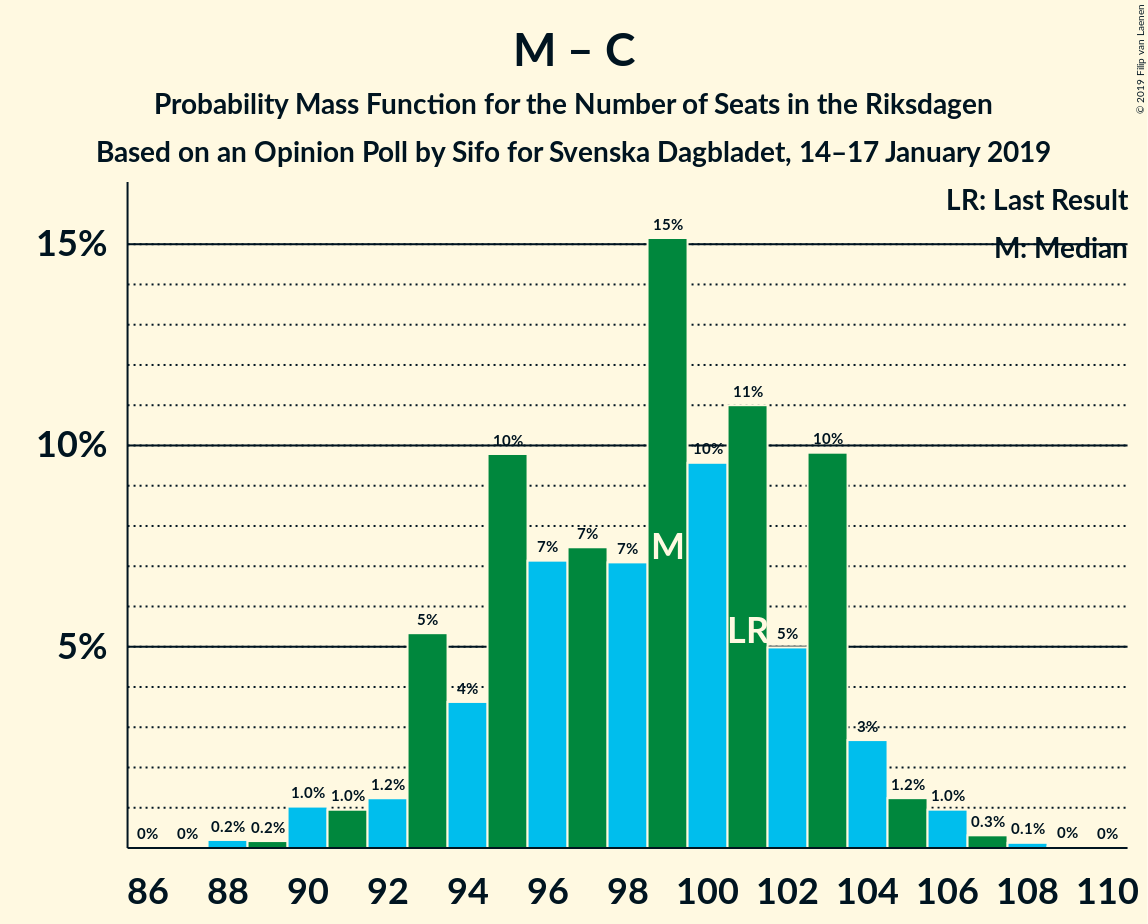 M – C
Probability Mass Function for the Number of Seats in the Riksdagen
Based on an Opinion Poll by Sifo for Svenska Dagbladet, 14–17 January 2019
© 2019 Filip van Laenen
LR: Last Result
M: Median
15%
10%
5%
0% 0% 0.2% 0.2% 1.0% 1.0% 1.2% 5% 4% 10% 7% 7% 7% 15% 10% 11% 5% 10% 3% 1.2% 1.0% 0.3% 0.1% 0% 0%
M
LR
86 88 90 92 94 96 98 100 102 104 106 108 110